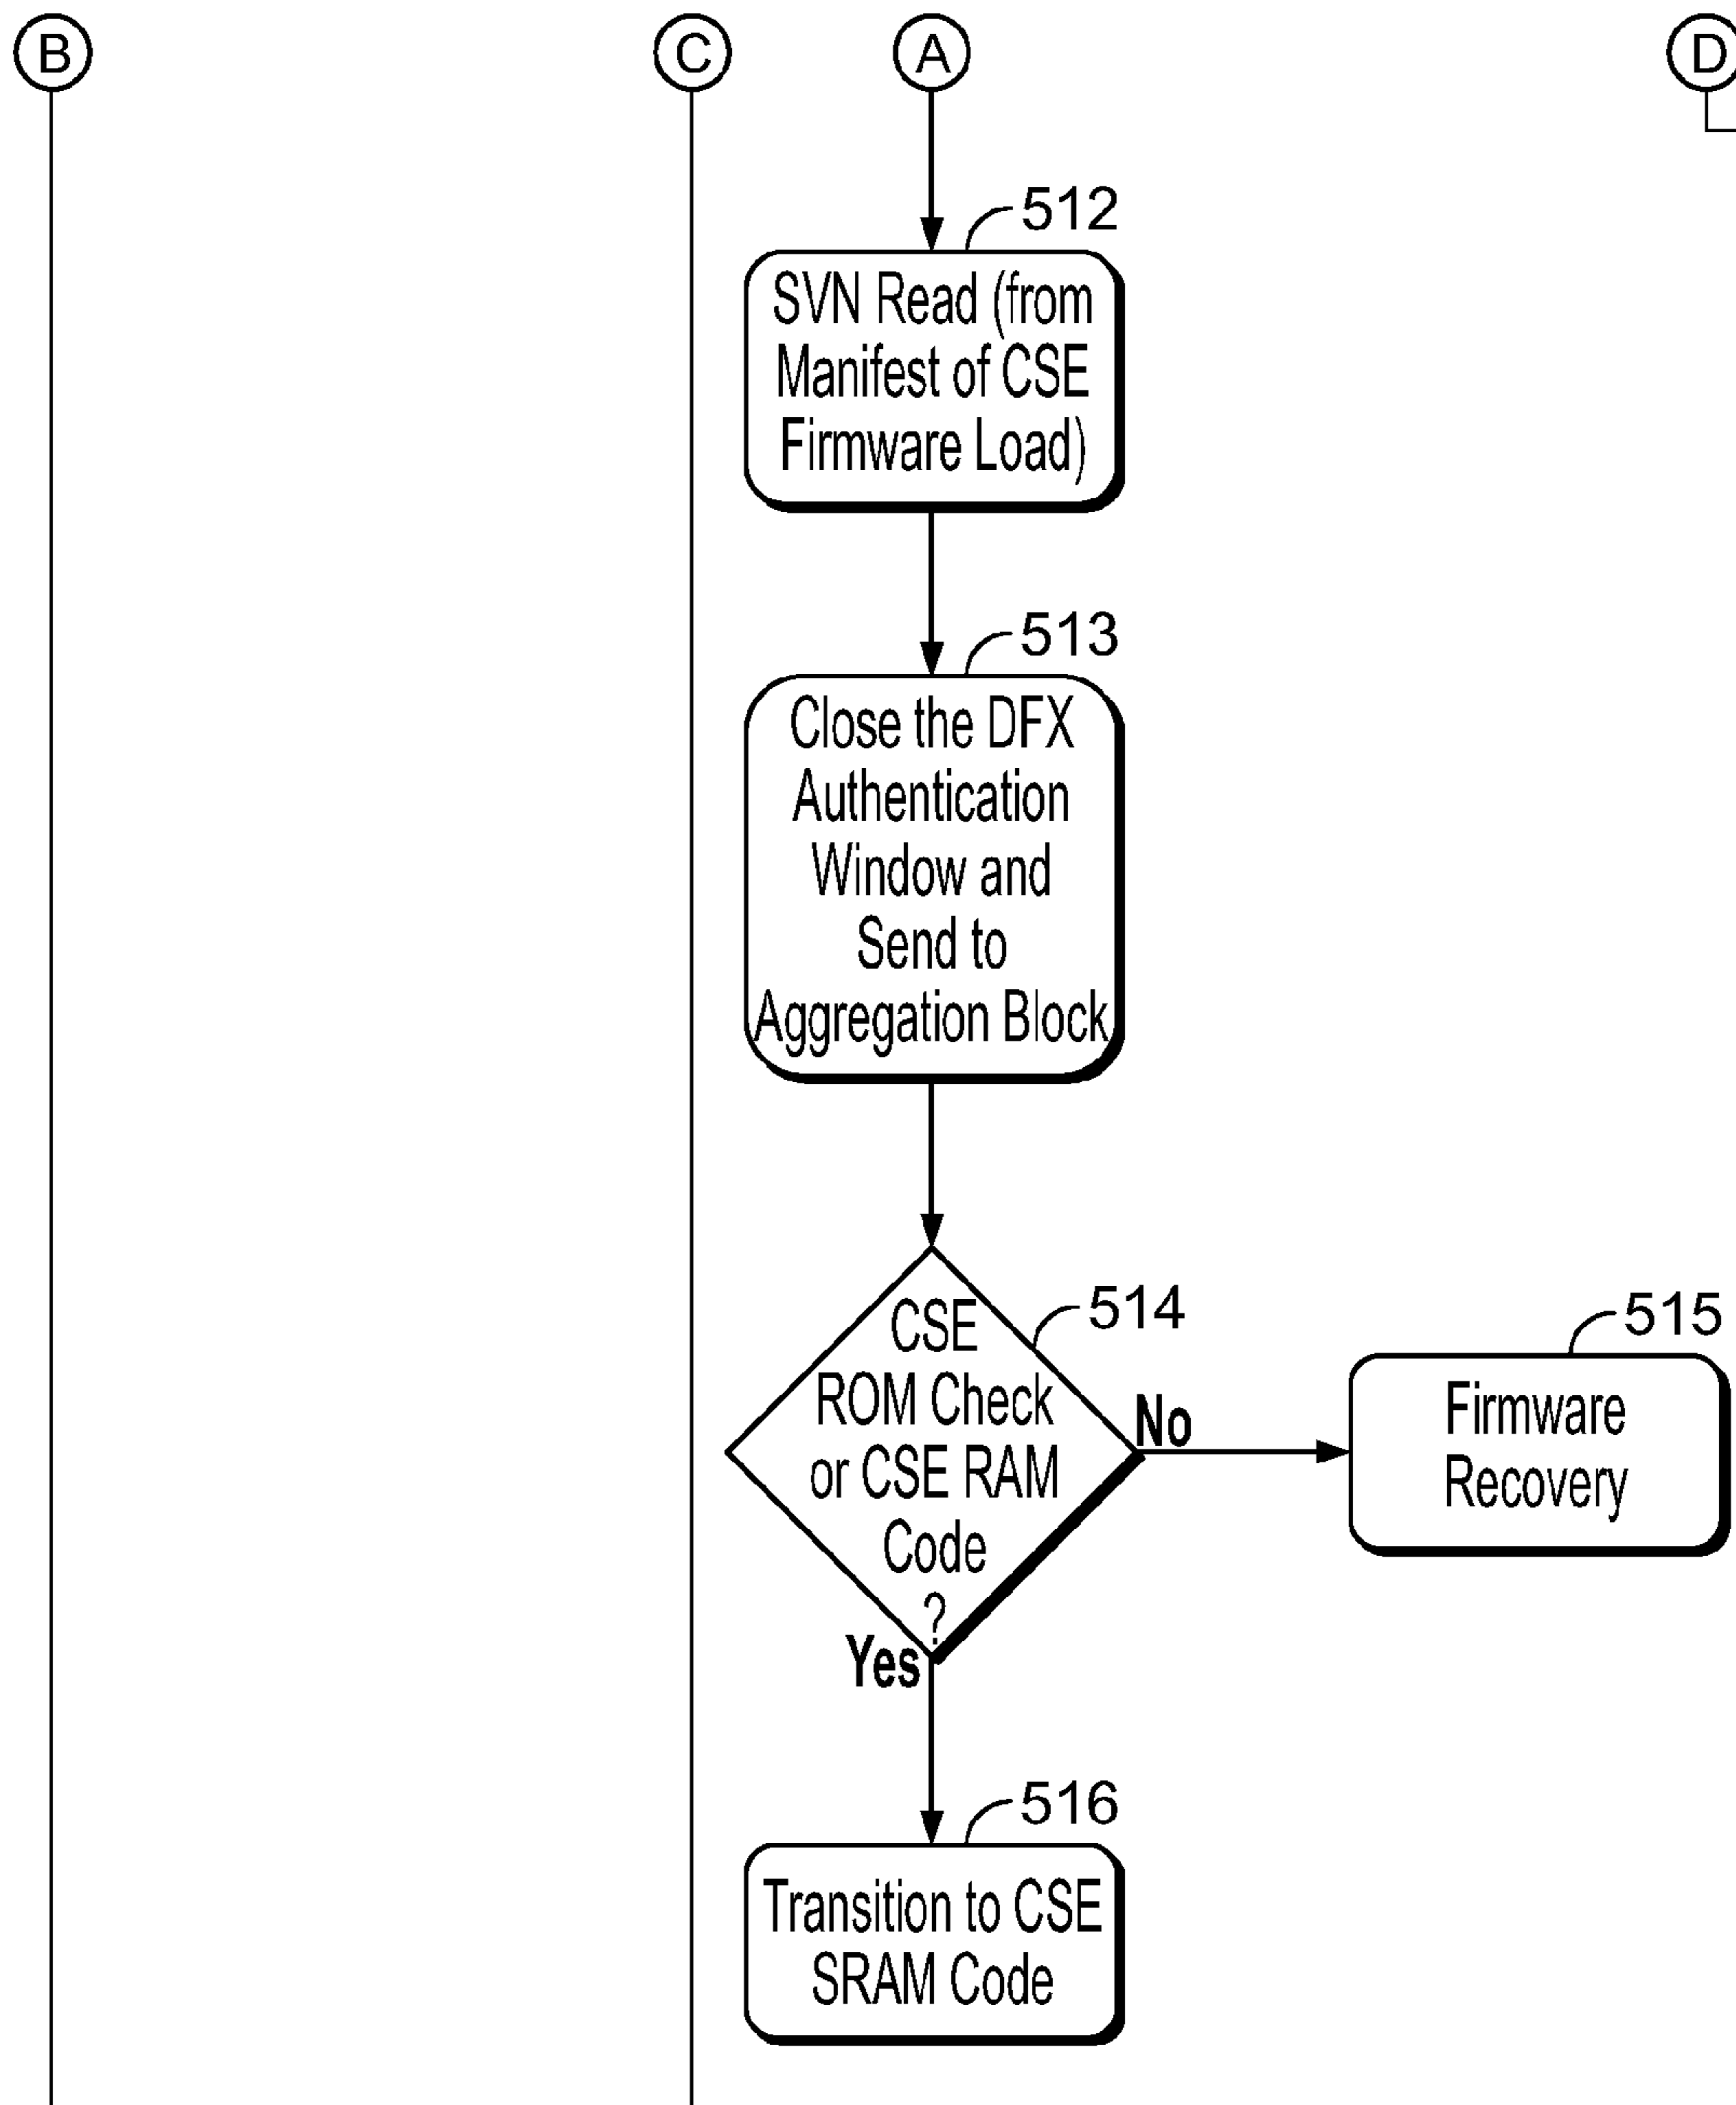 B
C
A
D
512
SVN Read (from
Manifest of CSE
Firmware Load)
513
Close the DFX
Authentication
Window and
Send to
Aggregation Block
514
CSE
ROM Check
or CSE RAM
Code
?
No
515
Firmware
Recovery
Yes
516
Transition to CSE
SRAM Code